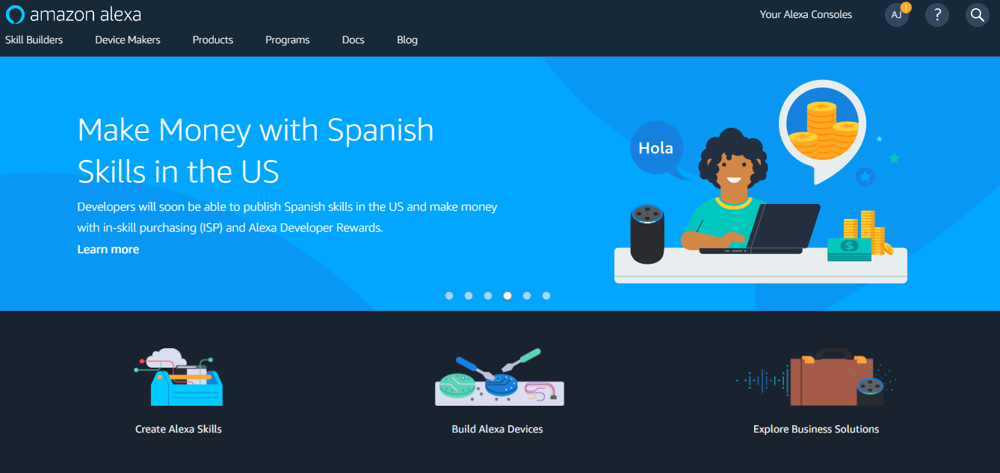 amazon alexa
Your Alexa Consoles
AJ
!
?
Skill Builders
Device Makers
Products
Programs
Docs
Blog
Make Money with Spanish
Skills in the US
Developers will soon be able to publish Spanish skills in the US and make money
with in-skill purchasing (ISP) and Alexa Developer Rewards.
Learn more
Hola
$
Create Alexa Skills
Build Alexa Devices
Explore Business Solutions